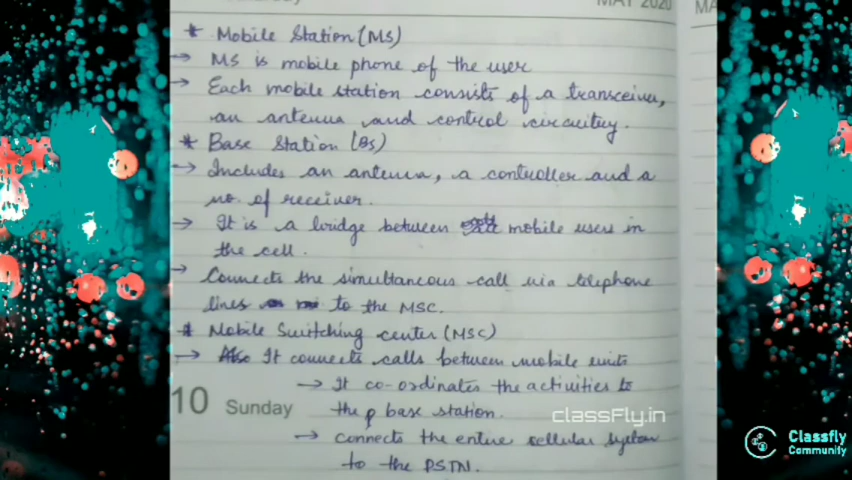 MAY 2020
MA
* Mobile Station (MS)
→ MS is mobile phone of the user
→ Each mobile station consists of a transceiver,
an antenna and control circuitry.
* Base Station (BS)
→ Includes an antenna, a controller and a
no. of receiver.
→ It is a bridge between mobile users in
the cell.
→ Connects the simultaneous call via telephone
lines to the MSC.
* Mobile Switching center (MSC)
→ It connects calls between mobile units
→ It co-ordinates the activities to
the base station.
→ connects the entire cellular system
to the PSTN.
10 Sunday
classFly.in
Classfly
Community